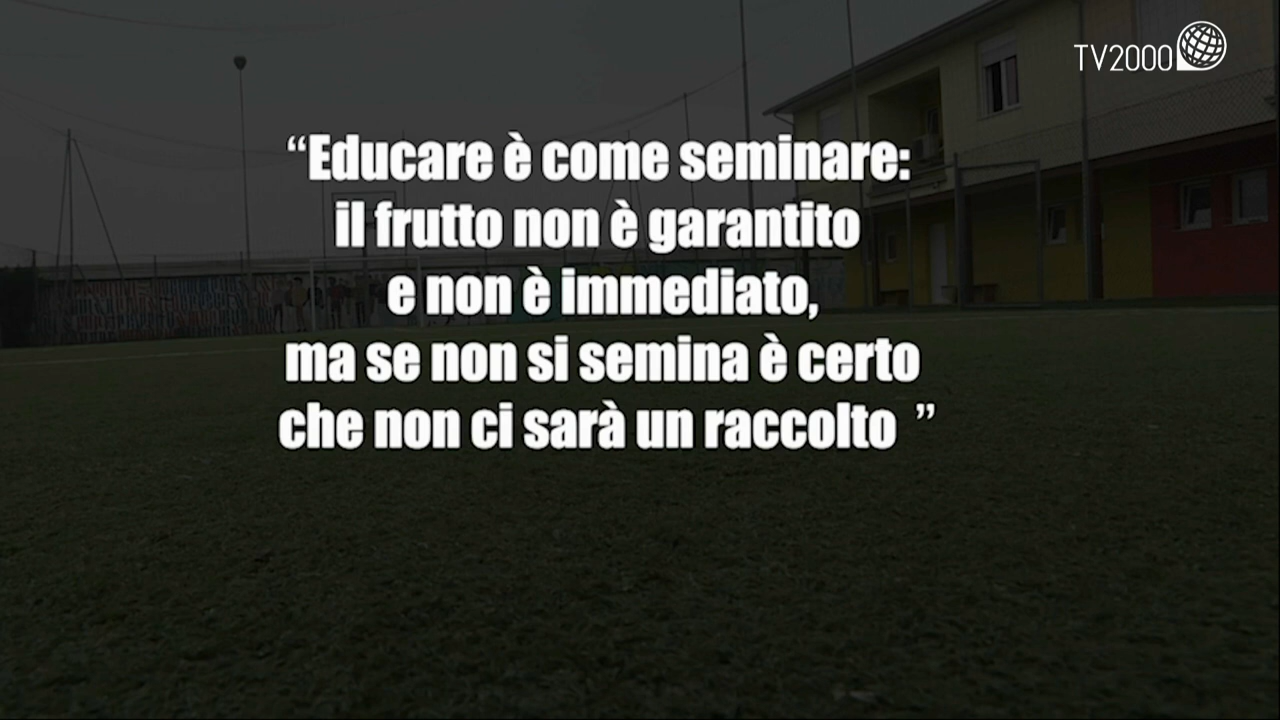 TV2000
“Educare è come seminare:
il frutto non è garantito
e non è immediato,
ma se non si semina è certo
che non ci sarà un raccolto ”